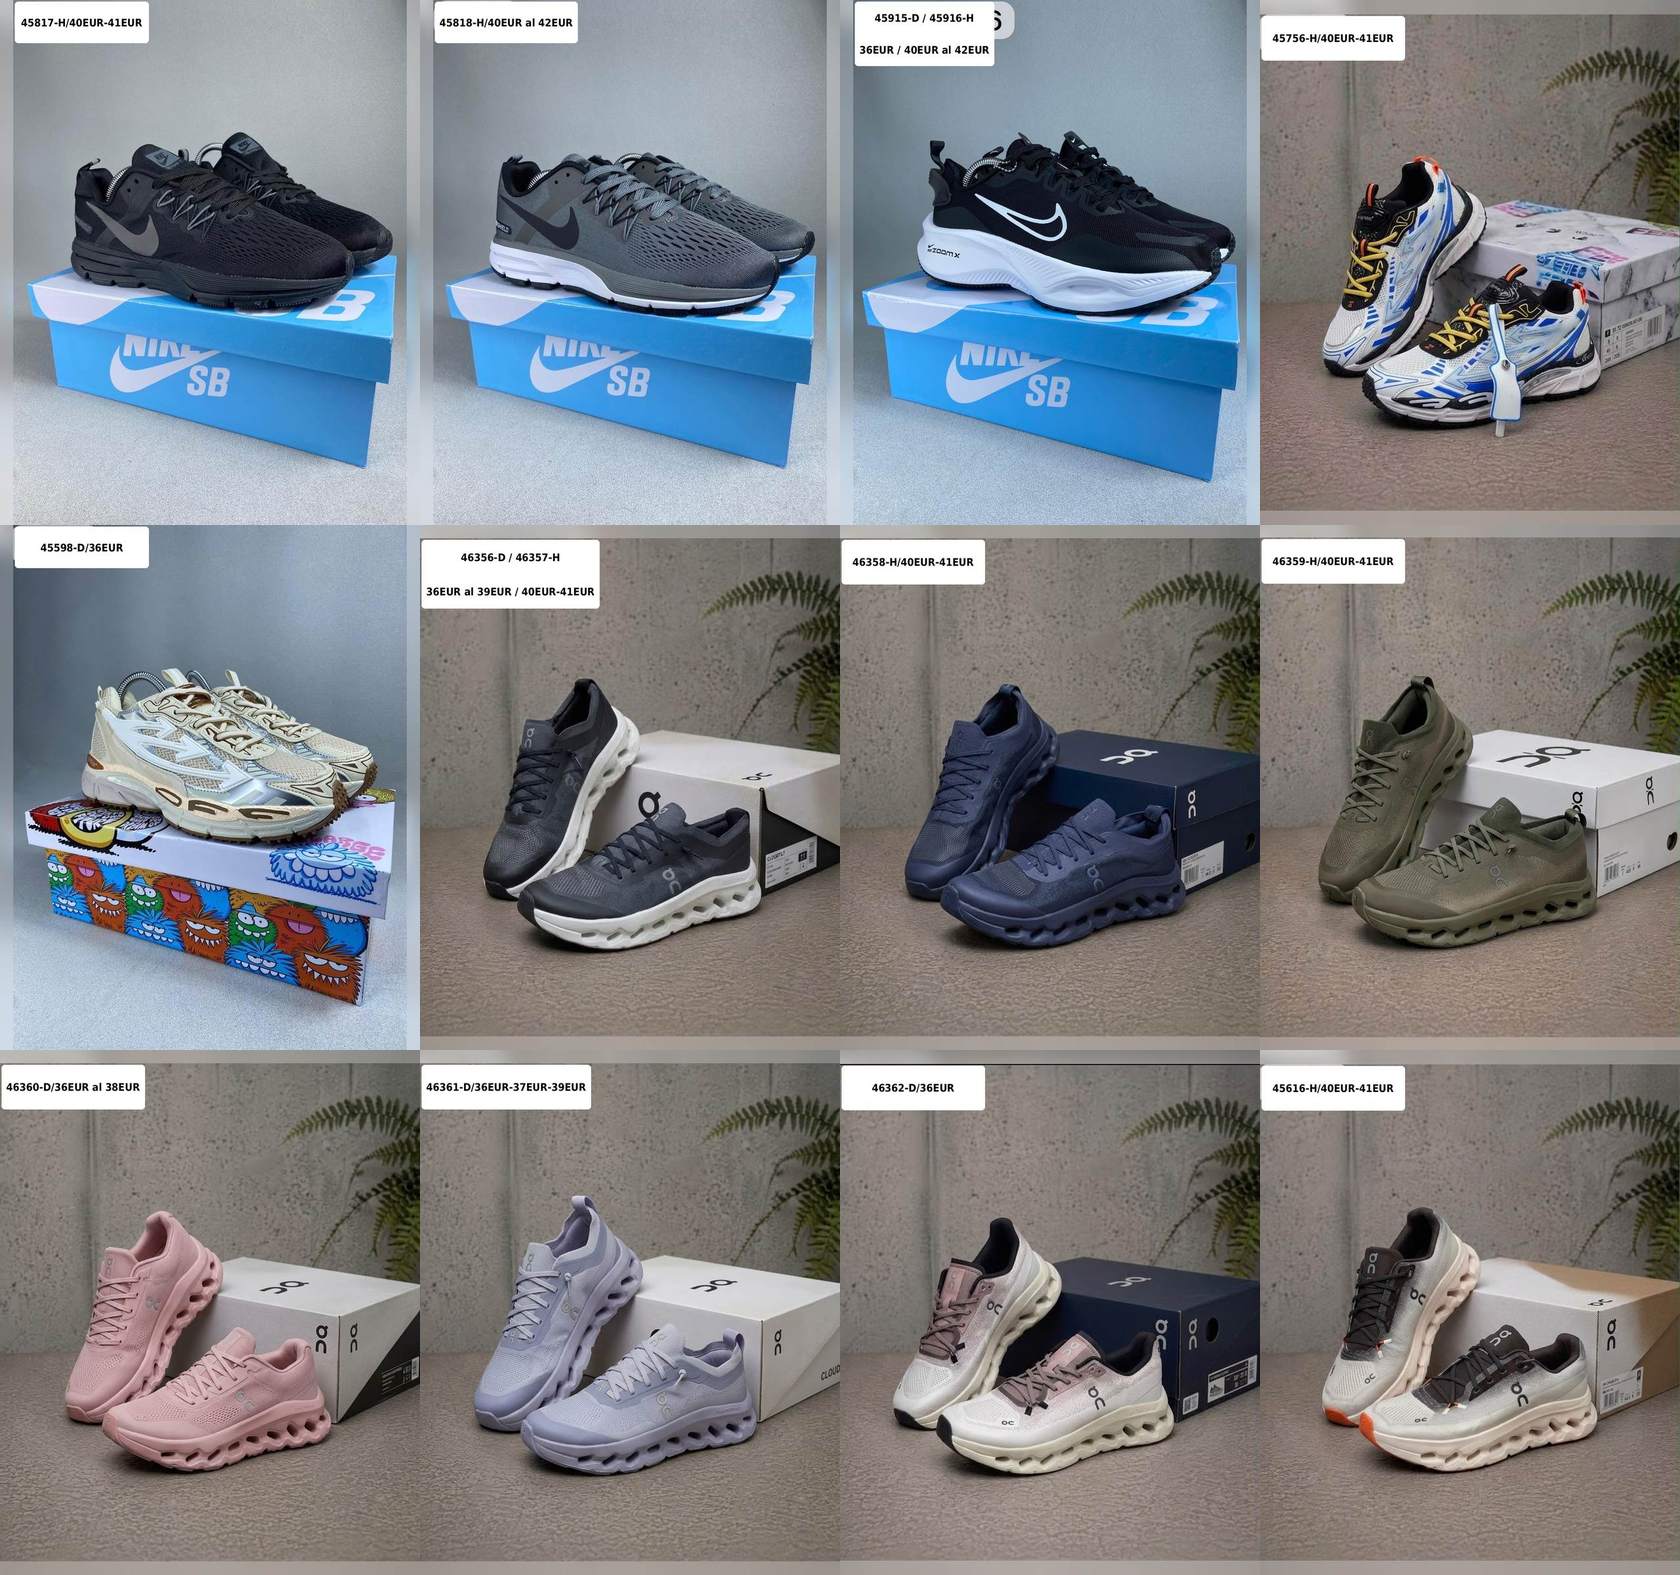 45817-H/40EUR-41EUR
NIKE
SB
45818-H/40EUR al 42EUR
NIKE
SB
45915-D / 45916-H
36EUR / 40EUR al 42EUR
ZOOMX
NIKE
SB
45756-H/40EUR-41EUR
45598-D/36EUR
46356-D / 46357-H
36EUR al 39EUR / 40EUR-41EUR
46358-H/40EUR-41EUR
46359-H/40EUR-41EUR
46360-D/36EUR al 38EUR
46361-D/36EUR-37EUR-39EUR
CLOUD
46362-D/36EUR
45616-H/40EUR-41EUR